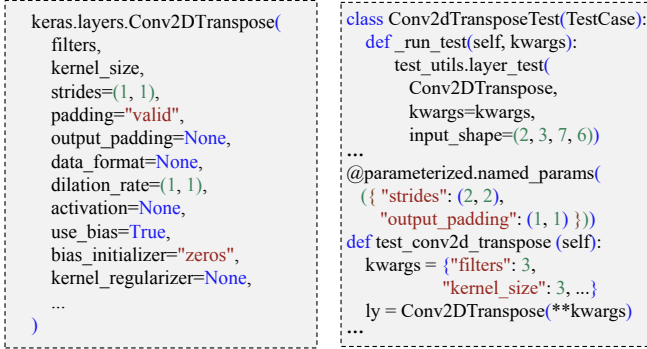 keras.layers.Conv2DTranspose(
filters,
kernel_size,
strides=(1, 1),
padding="valid",
output_padding=None,
data_format=None,
dilation_rate=(1, 1),
activation=None,
use_bias=True,
bias_initializer="zeros",
kernel_regularizer=None,
...
)
class Conv2dTransposeTest(TestCase):
def _run_test(self, kwargs):
test_utils.layer_test(
Conv2DTranspose,
kwargs=kwargs,
input_shape=(2, 3, 7, 6))
...
@parameterized.named_params(
({ "strides": (2, 2),
"output_padding": (1, 1) }))
def test_conv2d_transpose (self):
kwargs = {"filters": 3,
"kernel_size": 3, ...}
ly = Conv2DTranspose(**kwargs)
...